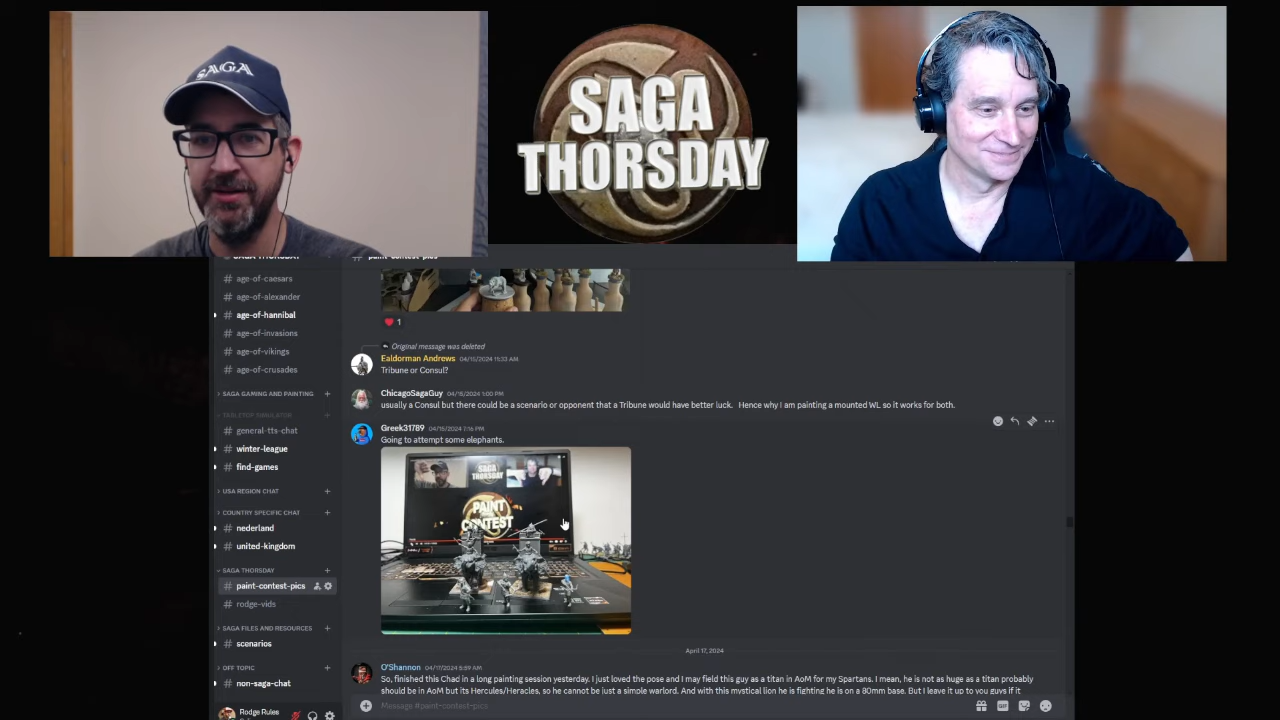 SAGA
SAGA
THORSDAY
SAGA THORSDAY
paint-contest-pics
# age-of-caesars
# age-of-alexander
# age-of-hannibal
# age-of-invasions
# age-of-vikings
# age-of-crusades
SAGA GAMING AND PAINTING +
TABLETOP SIMULATOR +
# general-tts-chat
# winter-league
# find-games
USA REGION CHAT +
COUNTRY SPECIFIC CHAT +
# nederland
# united-kingdom
SAGA THORSDAY +
# paint-contest-pics
# rodge-vids
SAGA FILES AND RESOURCES +
# scenarios
OFF TOPIC +
# non-saga-chat
Rodge Rules
1
Original message was deleted
Ealdorman Andrews 04/15/2024 11:33 AM
Tribune or Consul?
ChicagoSagaGuy 04/15/2024 1:00 PM
usually a Consul but there could be a scenario or opponent that a Tribune would have better luck. Hence why I am painting a mounted WL so it works for both.
Greek31789 04/15/2024 7:16 PM
Going to attempt some elephants.
SAGA
THORSDAY
PAINT
CONTEST
April 17, 2024
O'Shannon 04/17/2024 5:59 AM
So, finished this Chad in a long painting session yesterday. I just loved the pose and I may field this guy as a titan in AoM for my Spartans. I mean, he is not as huge as a titan probably
should be in AoM but its Hercules/Heracles, so he cannot be just a simple warlord. And with this mystical lion he is fighting he is on a 80mm base. But I leave it up to you guys if it
Message #paint-contest-pics
GIF